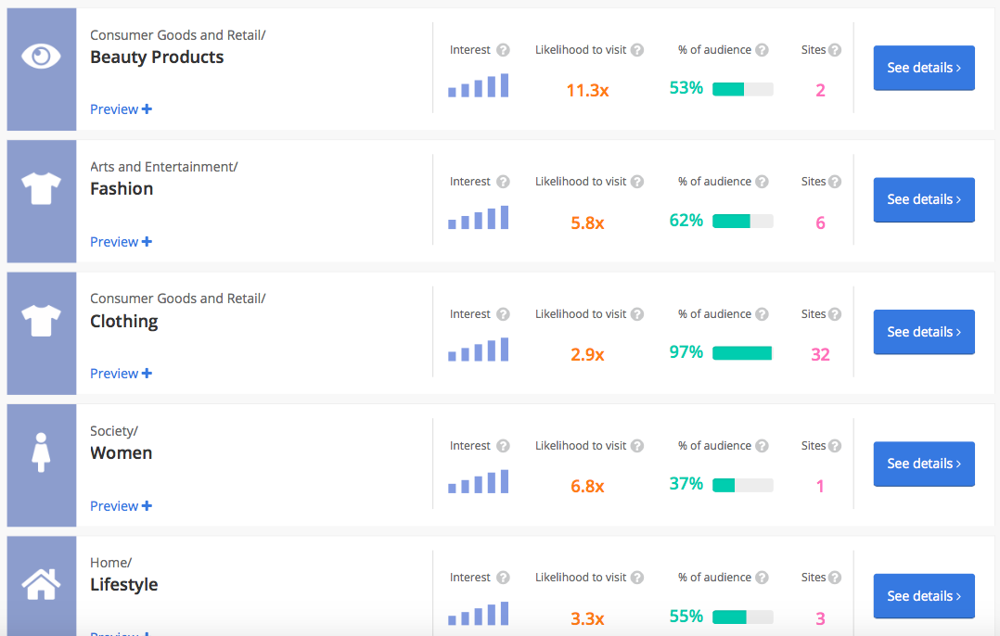 Consumer Goods and Retail/
Beauty Products
Preview +
Interest ? Likelihood to visit ? % of audience ? Sites ?
11.3x 53% 2
See details ›
Arts and Entertainment/
Fashion
Preview +
Interest ? Likelihood to visit ? % of audience ? Sites ?
5.8x 62% 6
See details ›
Consumer Goods and Retail/
Clothing
Preview +
Interest ? Likelihood to visit ? % of audience ? Sites ?
2.9x 97% 32
See details ›
Society/
Women
Preview +
Interest ? Likelihood to visit ? % of audience ? Sites ?
6.8x 37% 1
See details ›
Home/
Lifestyle
Preview +
Interest ? Likelihood to visit ? % of audience ? Sites ?
3.3x 55% 3
See details ›